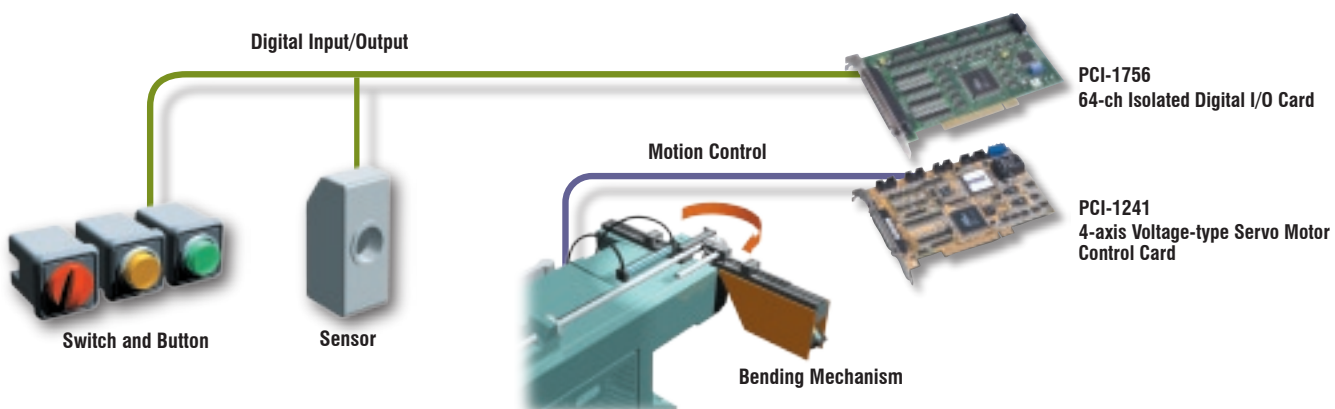 Digital Input/Output
PCI-1756
64-ch Isolated Digital I/O Card
Motion Control
PCI-1241
4-axis Voltage-type Servo Motor
Control Card
Switch and Button
Sensor
Bending Mechanism